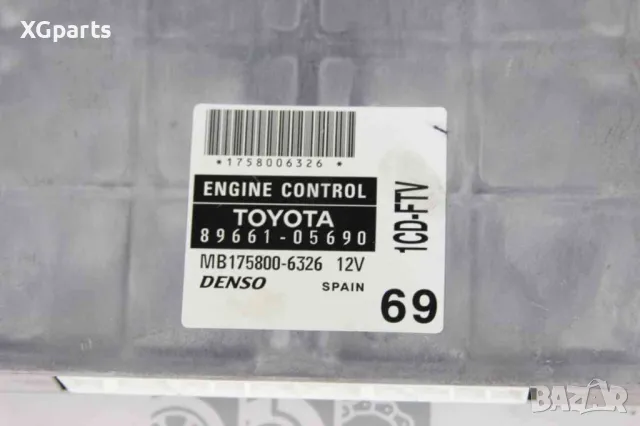 XGparts
*1758006326*
ENGINE CONTROL
TOYOTA
89661-05690
MB175800-6326 12V
DENSO SPAIN
1CD-FTV
69
BAZAR